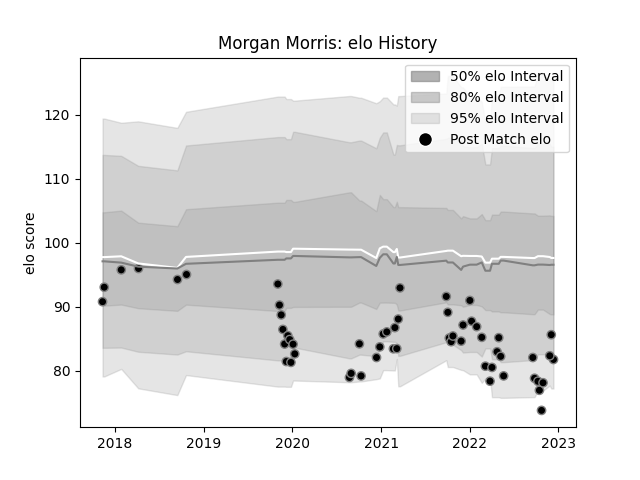 Morgan Morris: elo History
50% elo Interval
80% elo Interval
95% elo Interval
Post Match elo
elo score
120
110
100
90
80
2018 2019 2020 2021 2022 2023